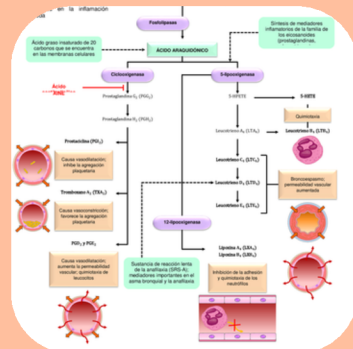 en la inflamación
Fosfolipasas
Ácido graso insaturado de 20
carbonos que se encuentra
en las membranas celulares
ÁCIDO ARAQUIDÓNICO
Síntesis de mediadores
inflamatorios de la familia de
los eicosanoides
(prostaglandinas,
Ciclooxigenasa
5-lipooxigenasa
Ácido
Prostaglandina G₂ (PGG₂)
Prostaglandina H₂ (PGH₂)
5-HPETE
5-HETE
Quimiotaxis
Leucotrieno A₄ (LTA₄)
Leucotrieno B₄ (LTB₄)
Prostaciclina (PGI₂)
Causa vasodilatación;
inhibe la agregación
plaquetaria
Leucotrieno C₄ (LTC₄)
Leucotrieno D₄ (LTD₄)
Leucotrieno E₄ (LTE₄)
Broncoespasmo;
permeabilidad vascular
aumentada
Tromboxano A₂ (TXA₂)
Causa vasoconstricción;
favorece la agregación
plaquetaria
12-lipooxigenasa
PGD₂ y PGE₂
Causa vasodilatación;
aumenta la permeabilidad
vascular; quimiotaxis de
leucocitos
Sustancia de reacción lenta
de la anafilaxia (SRS-A);
mediadores importantes en el
asma bronquial y la anafilaxia
Lipoxina A₄ (LXA₄)
Lipoxina B₄ (LXB₄)
Inhibición de la adhesión
y quimiotaxis de los
neutrófilos